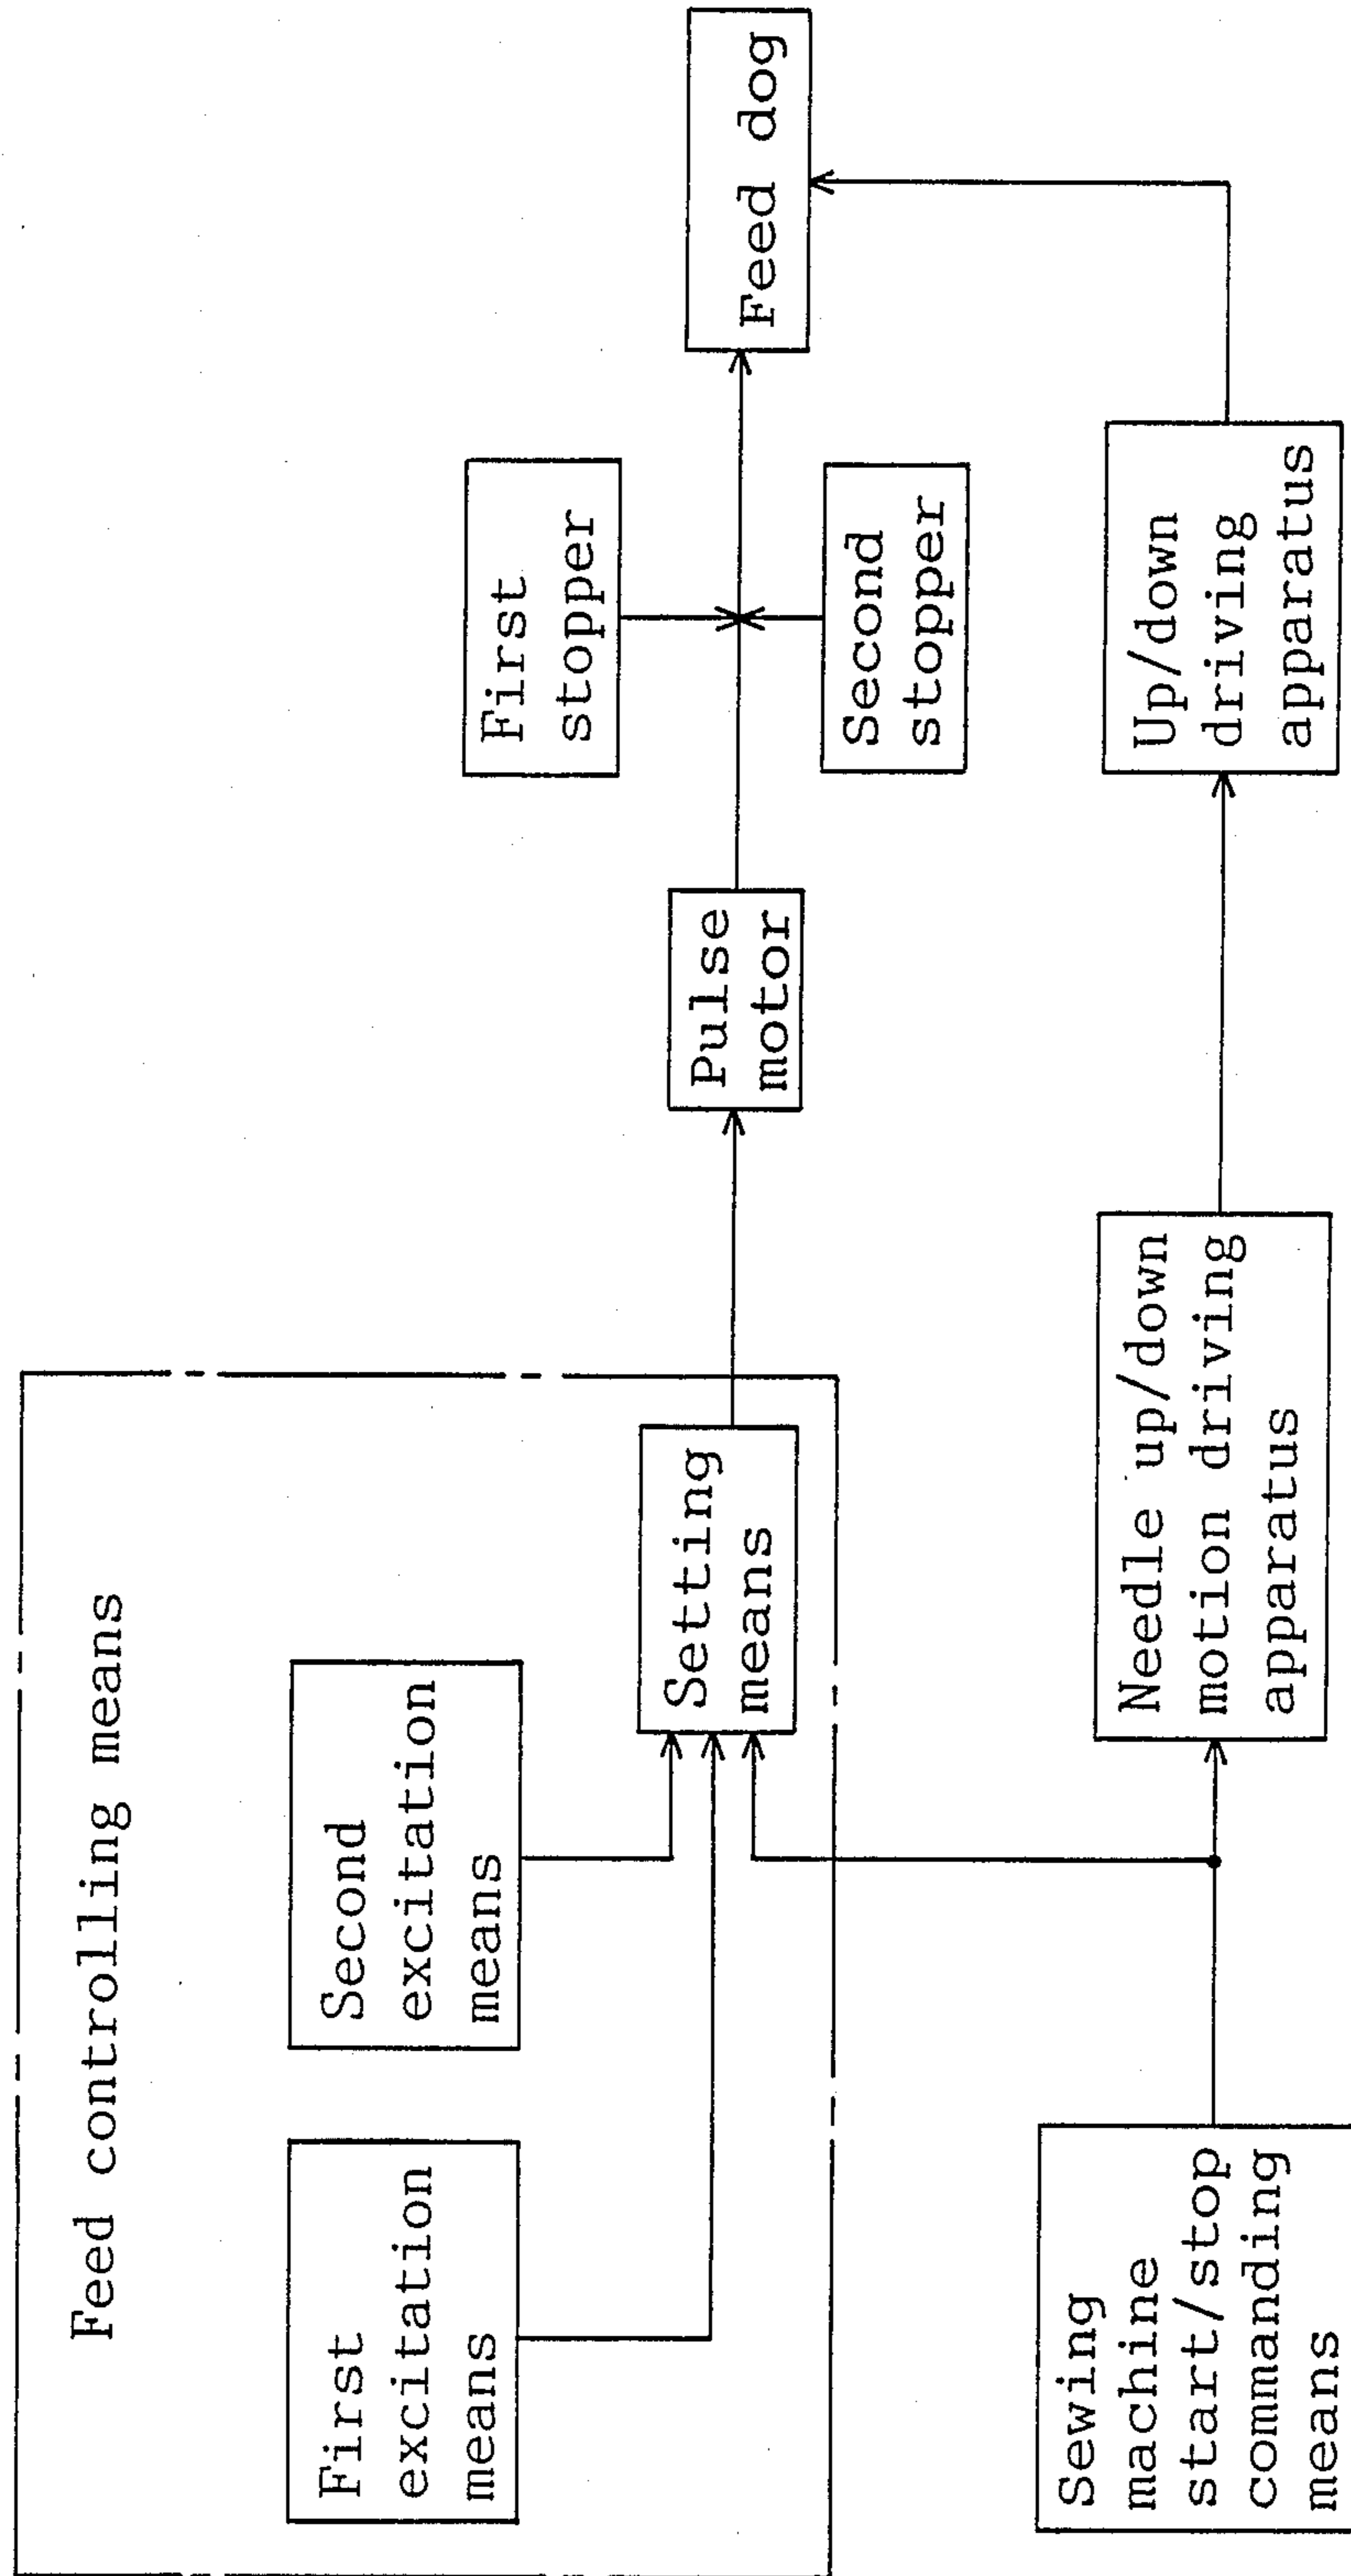 Feed controlling means
First
excitation
means
Second
excitation
means
Setting
means
Pulse
motor
First
stopper
Second
stopper
Feed dog
Sewing
machine
start/stop
commanding
means
Needle up/down
motion driving
apparatus
Up/down
driving
apparatus